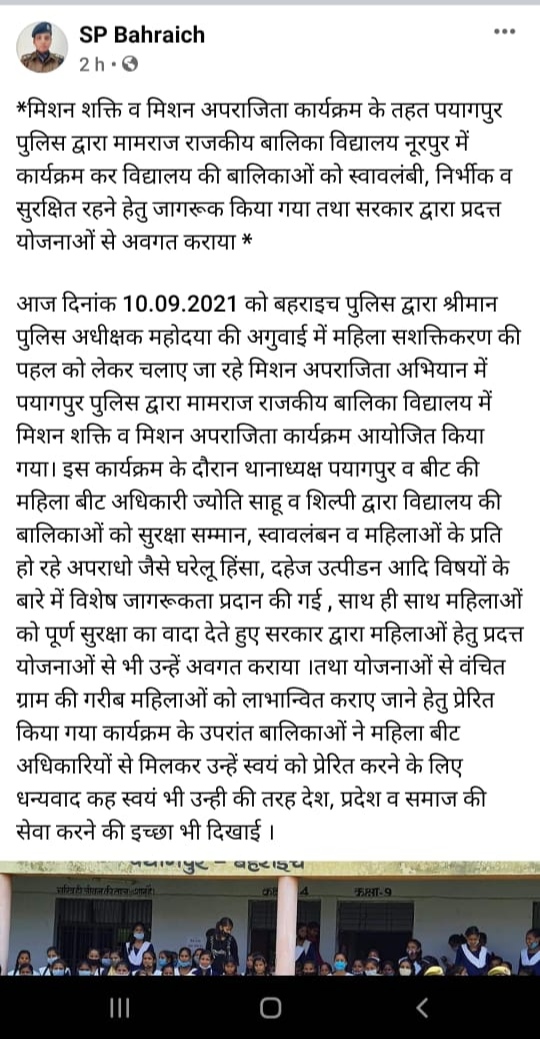 SP Bahraich
2 h
*मिशन शक्ति व मिशन अपराजिता कार्यक्रम के तहत पयागपुर
पुलिस द्वारा मामराज राजकीय बालिका विद्यालय नूरपुर में
कार्यक्रम कर विद्यालय की बालिकाओं को स्वावलंबी, निर्भीक व
सुरक्षित रहने हेतु जागरूक किया गया तथा सरकार द्वारा प्रदत्त
योजनाओं से अवगत कराया *
आज दिनांक 10.09.2021 को बहराइच पुलिस द्वारा श्रीमान
पुलिस अधीक्षक महोदया की अगुवाई में महिला सशक्तिकरण की
पहल को लेकर चलाए जा रहे मिशन अपराजिता अभियान में
पयागपुर पुलिस द्वारा मामराज राजकीय बालिका विद्यालय में
मिशन शक्ति व मिशन अपराजिता कार्यक्रम आयोजित किया
गया। इस कार्यक्रम के दौरान थानाध्यक्ष पयागपुर व बीट की
महिला बीट अधिकारी ज्योति साहू व शिल्पी द्वारा विद्यालय की
बालिकाओं को सुरक्षा सम्मान, स्वावलंबन व महिलाओं के प्रति
हो रहे अपराधो जैसे घरेलू हिंसा, दहेज उत्पीडन आदि विषयों के
बारे में विशेष जागरूकता प्रदान की गई , साथ ही साथ महिलाओं
को पूर्ण सुरक्षा का वादा देते हुए सरकार द्वारा महिलाओं हेतु प्रदत्त
योजनाओं से भी उन्हें अवगत कराया ।तथा योजनाओं से वंचित
ग्राम की गरीब महिलाओं को लाभान्वित कराए जाने हेतु प्रेरित
किया गया कार्यक्रम के उपरांत बालिकाओं ने महिला बीट
अधिकारियों से मिलकर उन्हें स्वयं को प्रेरित करने के लिए
धन्यवाद कह स्वयं भी उन्ही की तरह देश, प्रदेश व समाज की
सेवा करने की इच्छा भी दिखाई ।
पयागपुर – बहराइच
कक्षा-9